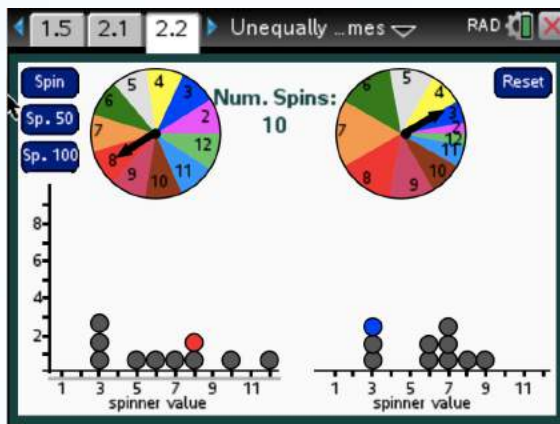 1.5 2.1 2.2 Unequally ...mes RAD
Spin
Sp. 50
Sp. 100
Num. Spins:
10
Reset
2 3 4 5 6 7 8 9 10 11 12
2 3 4 5 6 7 8 9 10 11 12
8
6
4
2
1 3 5 7 9 11
spinner value
1 3 5 7 9 11
spinner value